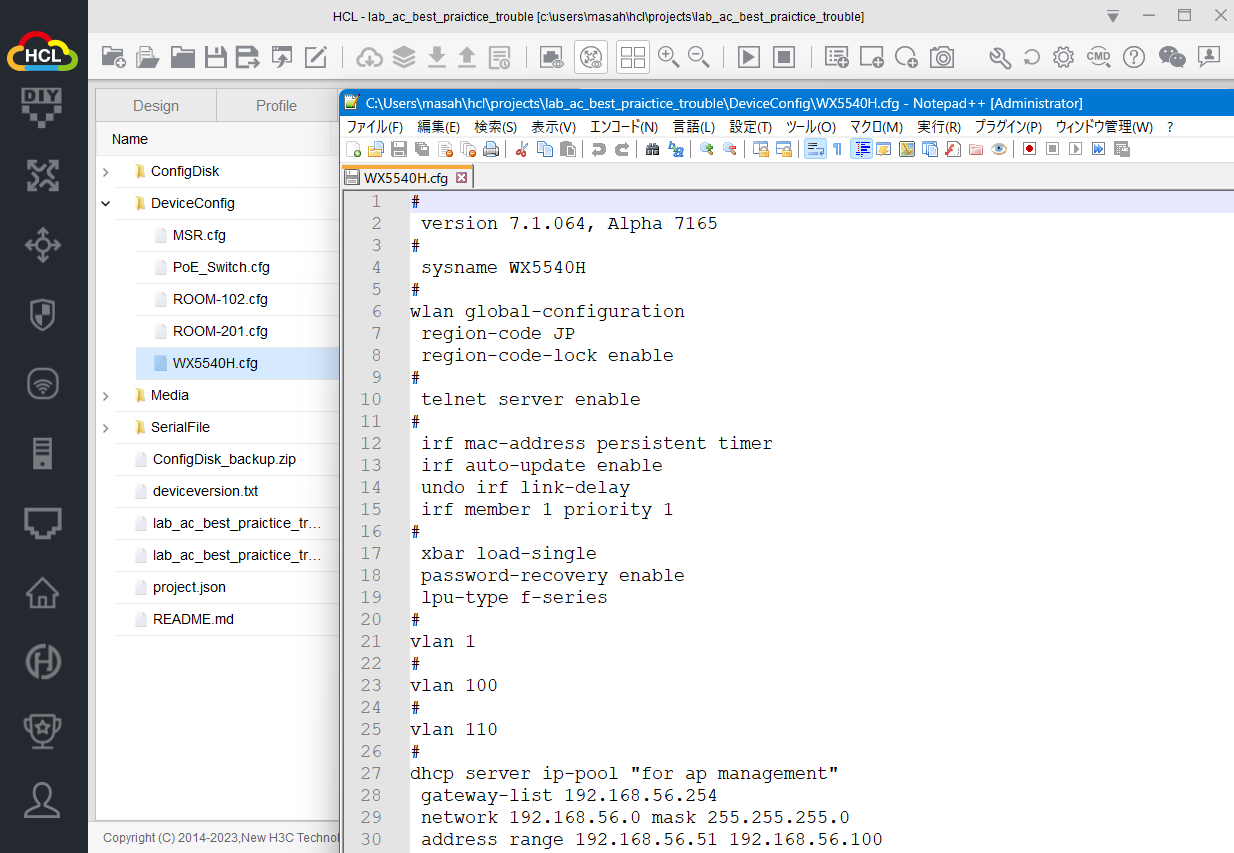 HCL - lab_ac_best_praictice_trouble [c:\users\masah\hcl\projects\lab_ac_best_praictice_trouble]
HCL
CMD
?
DIY
Design
Profile
Name
ConfigDisk
DeviceConfig
MSR.cfg
PoE_Switch.cfg
ROOM-102.cfg
ROOM-201.cfg
WX5540H.cfg
Media
SerialFile
ConfigDisk_backup.zip
deviceversion.txt
lab_ac_best_praictice_tr...
lab_ac_best_praictice_tr...
project.json
README.md
Copyright (C) 2014-2023,New H3C Technol
C:\Users\masah\hcl\projects\lab_ac_best_praictice_trouble\DeviceConfig\WX5540H.cfg - Notepad++ [Administrator]
ファイル(F) 編集(E) 検索(S) 表示(V) エンコード(N) 言語(L) 設定(T) ツール(O) マクロ(M) 実行(R) プラグイン(P) ウィンドウ管理(W) ?
WX5540H.cfg
1 #
2 version 7.1.064, Alpha 7165
3 #
4 sysname WX5540H
5 #
6 wlan global-configuration
7 region-code JP
8 region-code-lock enable
9 #
10 telnet server enable
11 #
12 irf mac-address persistent timer
13 irf auto-update enable
14 undo irf link-delay
15 irf member 1 priority 1
16 #
17 xbar load-single
18 password-recovery enable
19 lpu-type f-series
20 #
21 vlan 1
22 #
23 vlan 100
24 #
25 vlan 110
26 #
27 dhcp server ip-pool "for ap management"
28 gateway-list 192.168.56.254
29 network 192.168.56.0 mask 255.255.255.0
30 address range 192.168.56.51 192.168.56.100